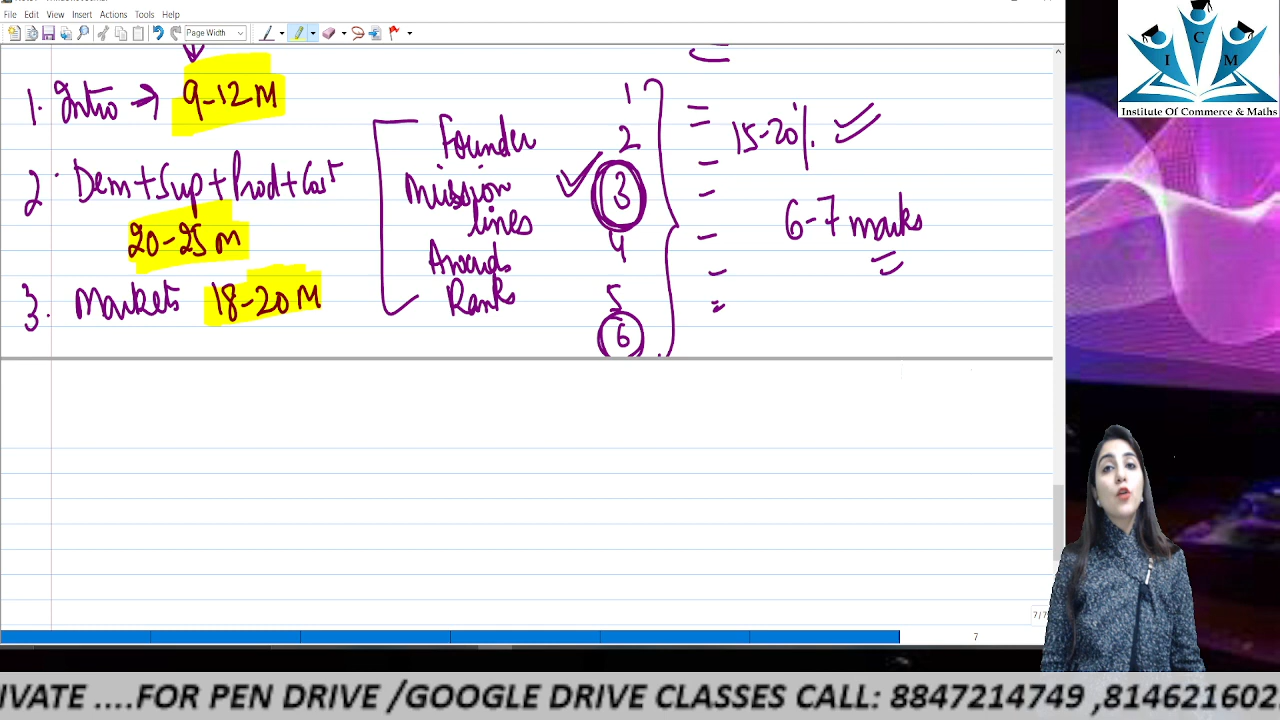 File Edit View Insert Actions Tools Help
Page Width
1. Intro → 9-12 M
2. Dem + Sup + Prod + Cost
20-25 m
3. Markets 18-20 M
Founder
Mission
lines
Awards
Ranks
1
2
3
4
5
6
15-20%
6-7 marks
7
I C M
Institute Of Commerce & Maths
IVATE ....FOR PEN DRIVE /GOOGLE DRIVE CLASSES CALL: 8847214749 ,814621602